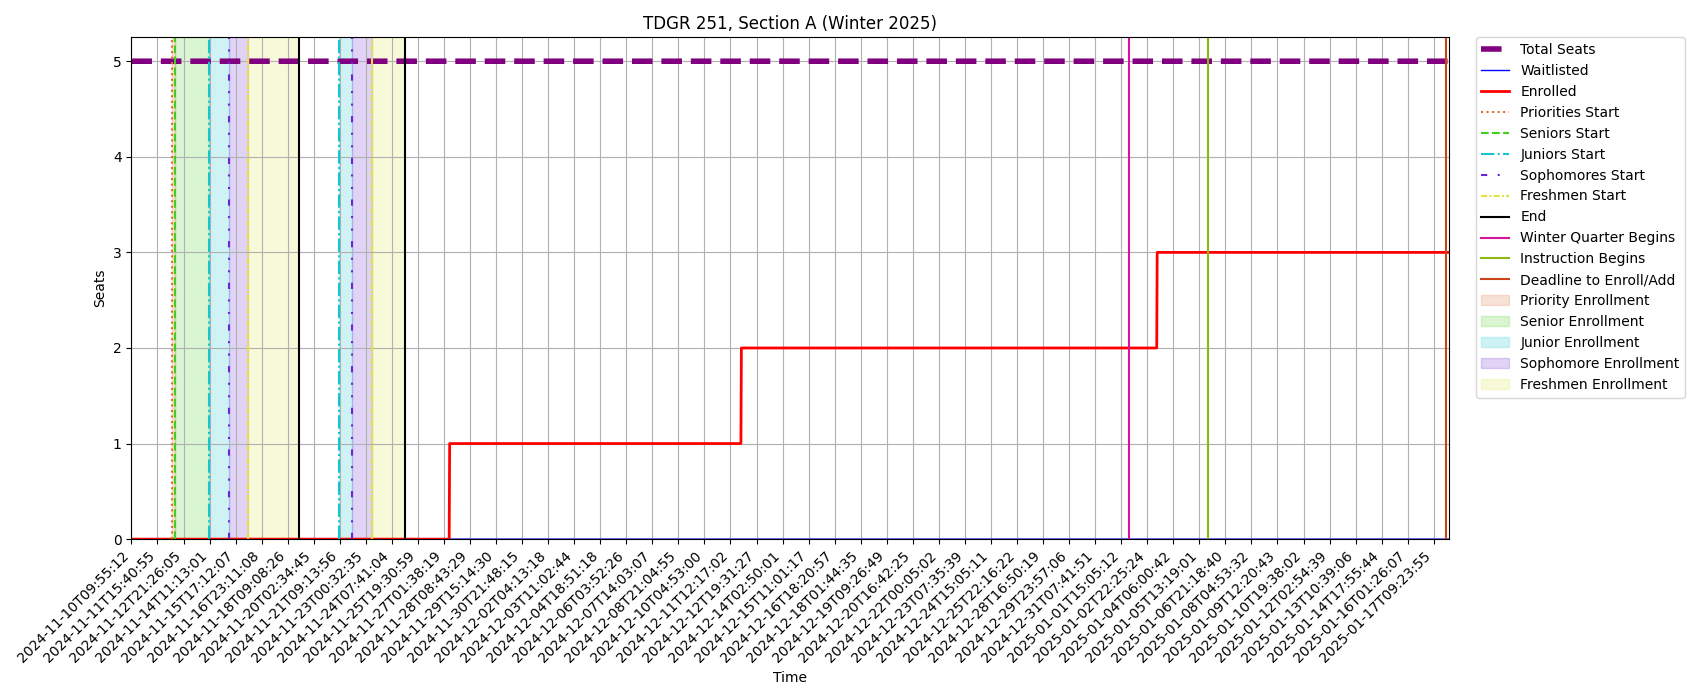 TDGR 251, Section A (Winter 2025)
Seats
5
4
3
2
1
0
2024-11-10T09:55:12
2024-11-11T15:40:55
2024-11-12T21:26:05
2024-11-14T11:13:01
2024-11-15T17:12:07
2024-11-16T23:11:08
2024-11-18T09:08:26
2024-11-20T02:34:45
2024-11-21T09:13:56
2024-11-23T00:32:35
2024-11-24T07:41:04
2024-11-25T19:30:59
2024-11-27T01:38:19
2024-11-28T08:43:29
2024-11-29T15:14:30
2024-11-30T21:48:15
2024-12-02T04:13:18
2024-12-03T11:02:44
2024-12-04T18:51:18
2024-12-06T03:52:26
2024-12-07T14:03:07
2024-12-08T21:04:55
2024-12-10T04:53:00
2024-12-11T12:17:02
2024-12-12T19:31:27
2024-12-14T02:50:01
2024-12-15T11:01:17
2024-12-16T18:20:57
2024-12-18T01:44:35
2024-12-19T09:26:49
2024-12-20T16:42:25
2024-12-22T00:05:02
2024-12-23T07:35:39
2024-12-24T15:05:11
2024-12-25T22:16:22
2024-12-28T16:50:19
2024-12-29T23:57:06
2024-12-31T07:41:51
2025-01-01T15:05:12
2025-01-02T22:25:24
2025-01-04T06:00:42
2025-01-05T13:19:01
2025-01-06T21:18:40
2025-01-08T04:53:32
2025-01-09T12:20:43
2025-01-10T19:38:02
2025-01-12T02:54:39
2025-01-13T10:39:06
2025-01-14T17:55:44
2025-01-16T01:26:07
2025-01-17T09:23:55
Time
Total Seats
Waitlisted
Enrolled
Priorities Start
Seniors Start
Juniors Start
Sophomores Start
Freshmen Start
End
Winter Quarter Begins
Instruction Begins
Deadline to Enroll/Add
Priority Enrollment
Senior Enrollment
Junior Enrollment
Sophomore Enrollment
Freshmen Enrollment